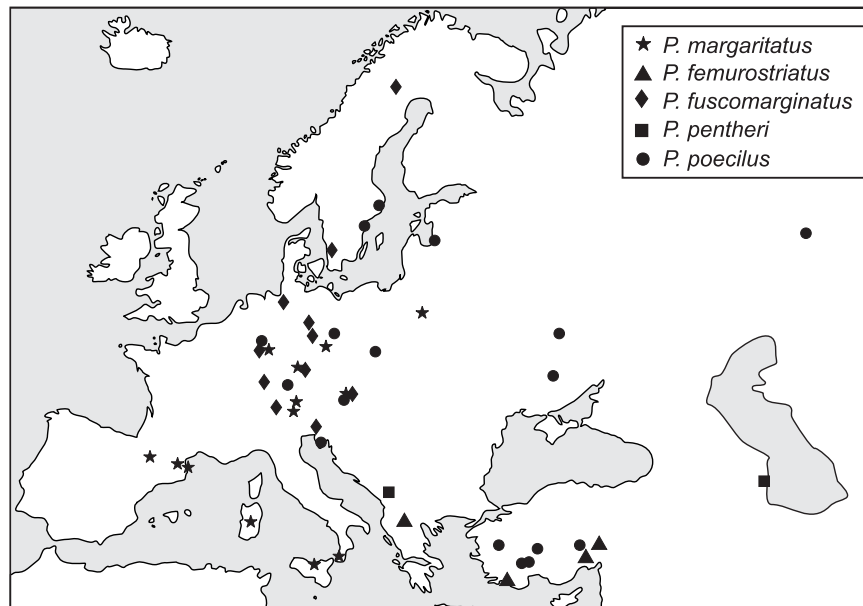 P. margaritatus
P. femurostriatus
P. fuscomarginatus
P. pentheri
P. poecilus